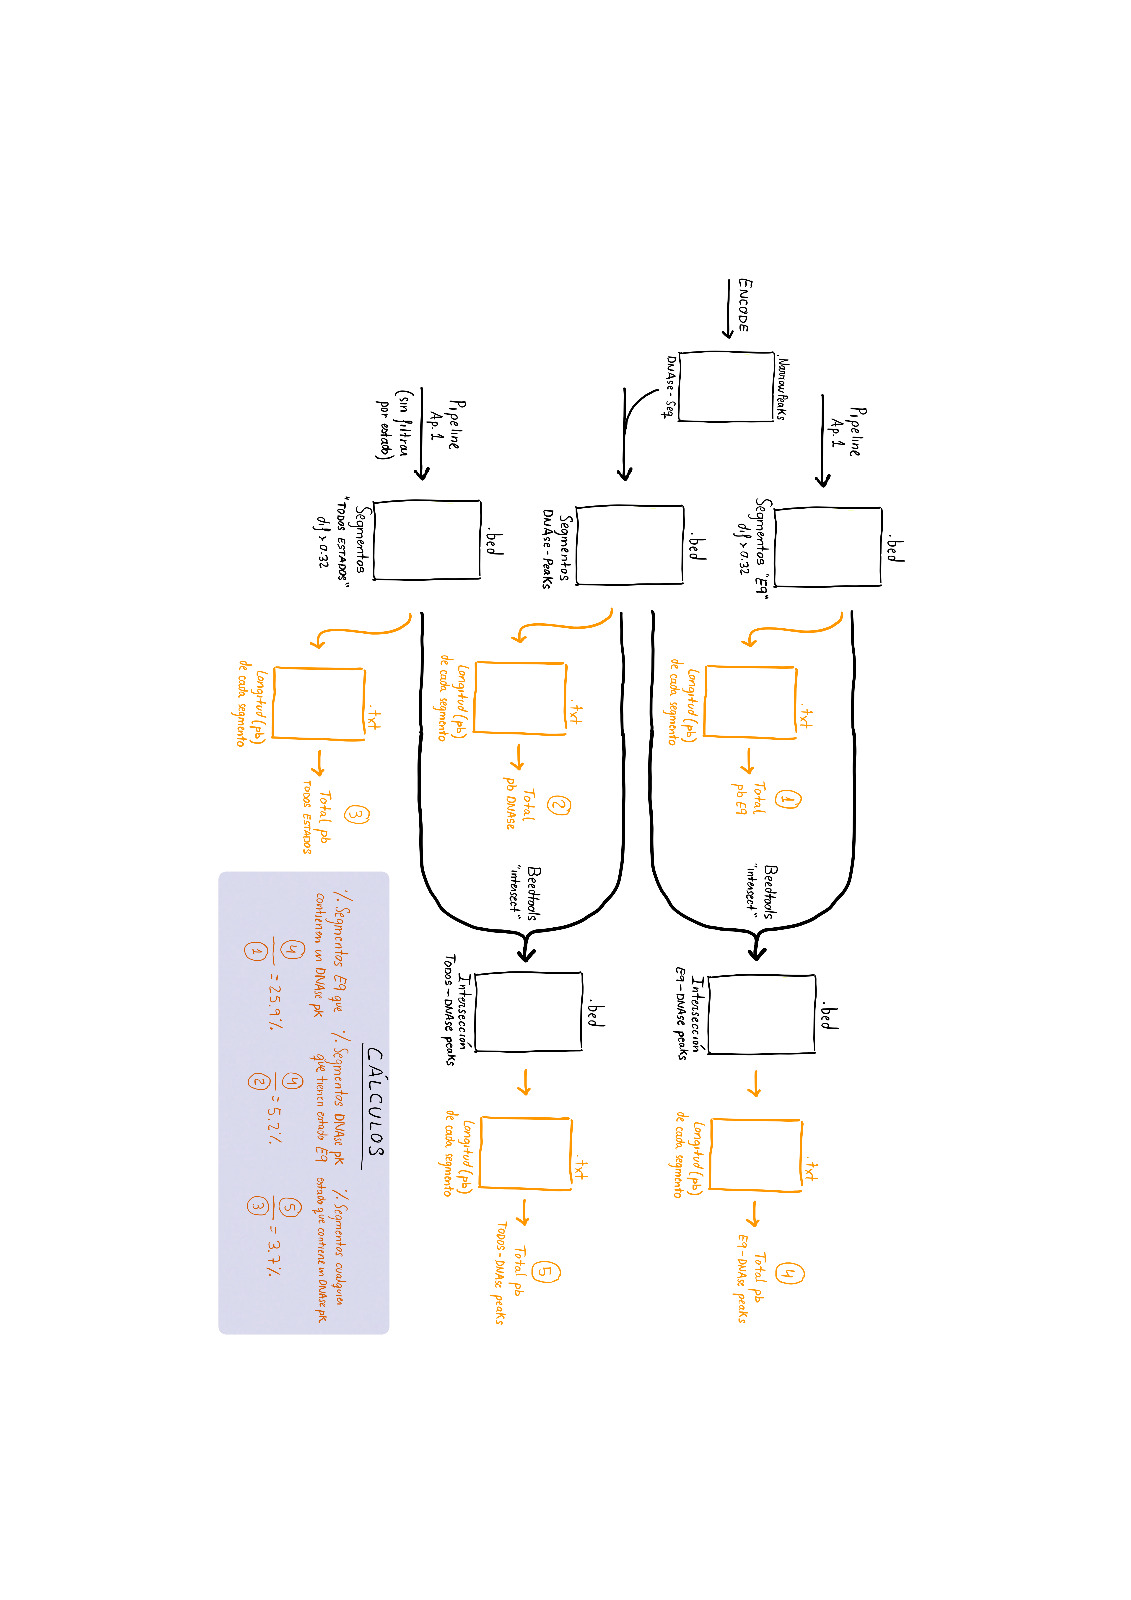 Pipeline
Ap. 1
.bed
Segmentos "E9"
dif > 0.32
ENCODE
.NarrowPeaks
DNAse - Seq
.bed
Segmentos
DNAse - Peaks
Pipeline
Ap. 1
(sin filtrar
por estado)
.bed
Segmentos
"TODOS ESTADOS"
dif > 0.32
.txt
Longitud (pb)
de cada segmento
1
Total
pb E9
.txt
Longitud (pb)
de cada segmento
2
Total
pb DNAse
.txt
Longitud (pb)
de cada segmento
3
Total pb
TODOS ESTADOS
Beedtools
"intersect"
.bed
Intersección
E9 - DNAse peaks
.txt
Longitud (pb)
de cada segmento
4
Total pb
E9 - DNAse peaks
Beedtools
"intersect"
.bed
Intersección
TODOS - DNAse peaks
.txt
Longitud (pb)
de cada segmento
5
Total pb
TODOS - DNAse peaks
CÁLCULOS
% Segmentos E9 que
contienen un DNAse pk
4
1
= 25.9%
% Segmentos DNAse pk
que tienen estado E9
4
2
= 5.2%
% Segmentos cualquier
estado que contiene un DNAse pk
5
3
= 3.7%